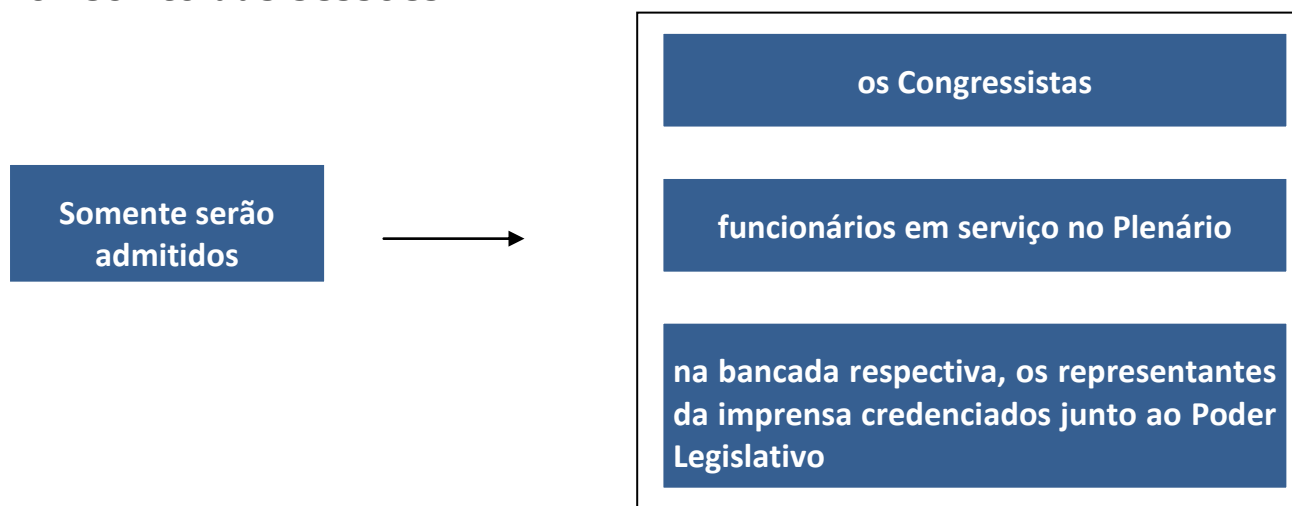 Somente serão
admitidos
os Congressistas
funcionários em serviço no Plenário
na bancada respectiva, os representantes
da imprensa credenciados junto ao Poder
Legislativo